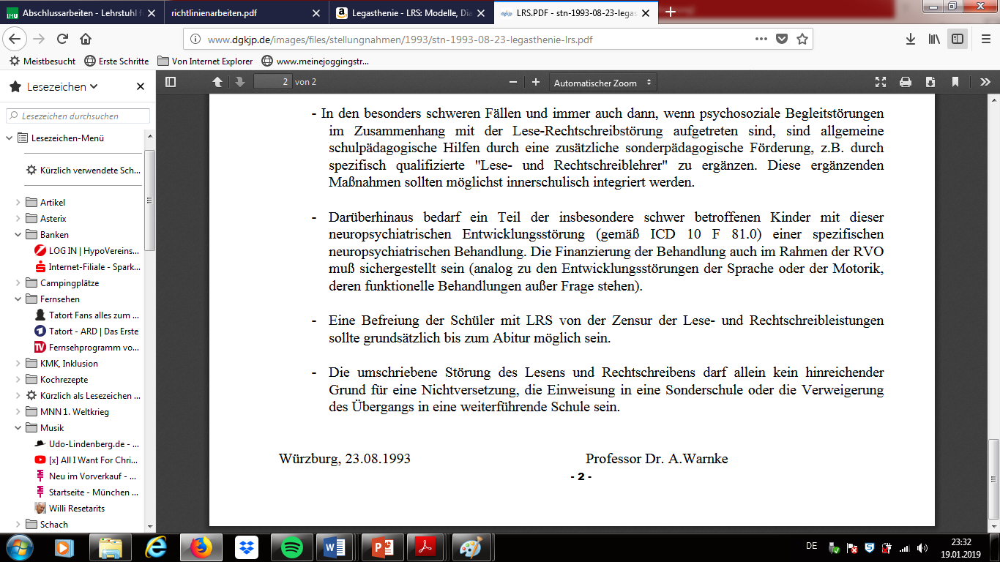 Abschlussarbeiten - Lehrstuhl f
richtlinienarbeiten.pdf
Legasthenie - LRS: Modelle, Dia
LRS.PDF - stn-1993-08-23-legas
www.dgkjp.de/images/files/stellungnahmen/1993/stn-1993-08-23-legasthenie-lrs.pdf
Meistbesucht Erste Schritte Von Internet Explorer www.meinejoggingstr...
Lesezeichen
Lesezeichen durchsuchen
Lesezeichen-Menü
Kürzlich verwendete Sch...
Artikel
Asterix
Banken
LOG IN | HypoVereins...
Internet-Filiale - Spark...
Campingplätze
Fernsehen
Tatort Fans alles zum ...
Tatort - ARD | Das Erste
Fernsehprogramm vo...
KMK, Inklusion
Kochrezepte
Kürzlich als Lesezeichen ...
MNN 1. Weltkrieg
Musik
Udo-Lindenberg.de - ...
[x] All I Want For Chri...
Neu im Vorverkauf - ...
Startseite - München ...
Willi Resetarits
Schach
2 von 2
Automatischer Zoom
- In den besonders schweren Fällen und immer auch dann, wenn psychosoziale Begleitstörungen
im Zusammenhang mit der Lese-Rechtschreibstörung aufgetreten sind, sind allgemeine
schulpädagogische Hilfen durch eine zusätzliche sonderpädagogische Förderung, z.B. durch
spezifisch qualifizierte "Lese- und Rechtschreiblehrer" zu ergänzen. Diese ergänzenden
Maßnahmen sollten möglichst innerschulisch integriert werden.
- Darüberhinaus bedarf ein Teil der insbesondere schwer betroffenen Kinder mit dieser
neuropsychiatrischen Entwicklungsstörung (gemäß ICD 10 F 81.0) einer spezifischen
neuropsychiatrischen Behandlung. Die Finanzierung der Behandlung auch im Rahmen der RVO
muß sichergestellt sein (analog zu den Entwicklungsstörungen der Sprache oder der Motorik,
deren funktionelle Behandlungen außer Frage stehen).
- Eine Befreiung der Schüler mit LRS von der Zensur der Lese- und Rechtschreibleistungen
sollte grundsätzlich bis zum Abitur möglich sein.
- Die umschriebene Störung des Lesens und Rechtschreibens darf allein kein hinreichender
Grund für eine Nichtversetzung, die Einweisung in eine Sonderschule oder die Verweigerung
des Übergangs in eine weiterführende Schule sein.
Würzburg, 23.08.1993 Professor Dr. A.Warnke
- 2 -
DE
23:32
19.01.2019